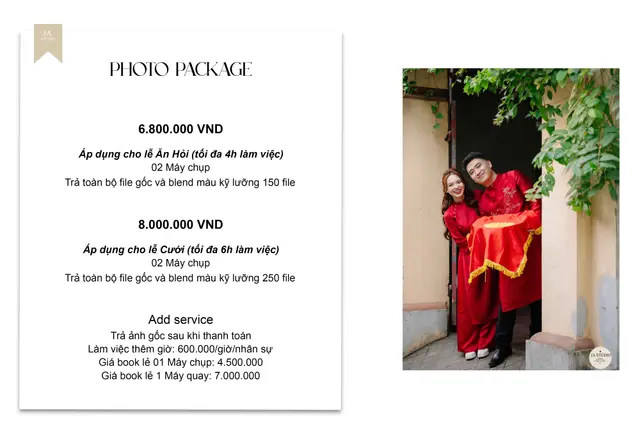 JA
PHOTO PACKAGE
6.800.000 VND
Áp dụng cho lễ Ăn Hỏi (tối đa 4h làm việc)
02 Máy chụp
Trả toàn bộ file gốc và blend màu kỹ lưỡng 150 file
8.000.000 VND
Áp dụng cho lễ Cưới (tối đa 6h làm việc)
02 Máy chụp
Trả toàn bộ file gốc và blend màu kỹ lưỡng 250 file
Add service
Trả ảnh gốc sau khi thanh toán
Làm việc thêm giờ: 600.000/giờ/nhân sự
Giá book lẻ 01 Máy chụp: 4.500.000
Giá book lẻ 1 Máy quay: 7.000.000